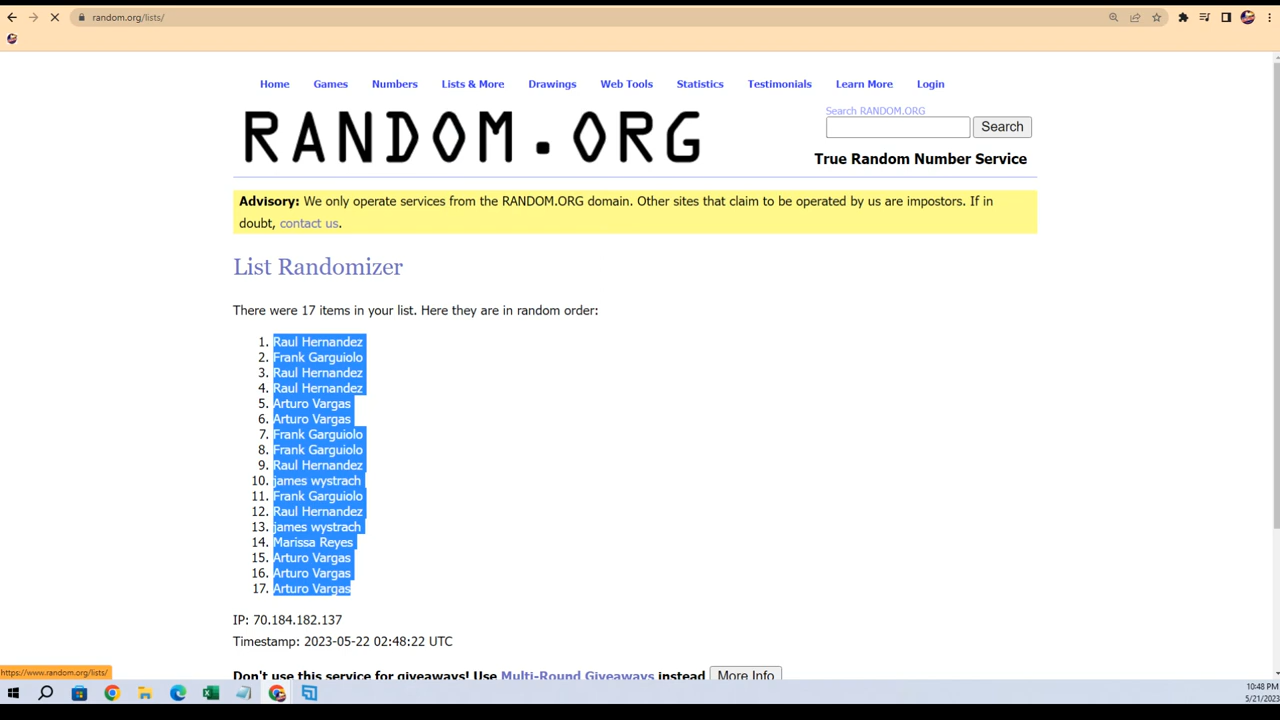 random.org/lists/
Home Games Numbers Lists & More Drawings Web Tools Statistics Testimonials Learn More Login
RANDOM.ORG
Search RANDOM.ORG
Search
True Random Number Service
Advisory: We only operate services from the RANDOM.ORG domain. Other sites that claim to be operated by us are impostors. If in
doubt, contact us.
List Randomizer
There were 17 items in your list. Here they are in random order:
1. Raul Hernandez
2. Frank Garguiolo
3. Raul Hernandez
4. Raul Hernandez
5. Arturo Vargas
6. Arturo Vargas
7. Frank Garguiolo
8. Frank Garguiolo
9. Raul Hernandez
10. james wystrach
11. Frank Garguiolo
12. Raul Hernandez
13. james wystrach
14. Marissa Reyes
15. Arturo Vargas
16. Arturo Vargas
17. Arturo Vargas
IP: 70.184.182.137
Timestamp: 2023-05-22 02:48:22 UTC
Don't use this service for giveaways! Use Multi-Round Giveaways instead More Info
https://www.random.org/lists/
10:48 PM
5/21/2023